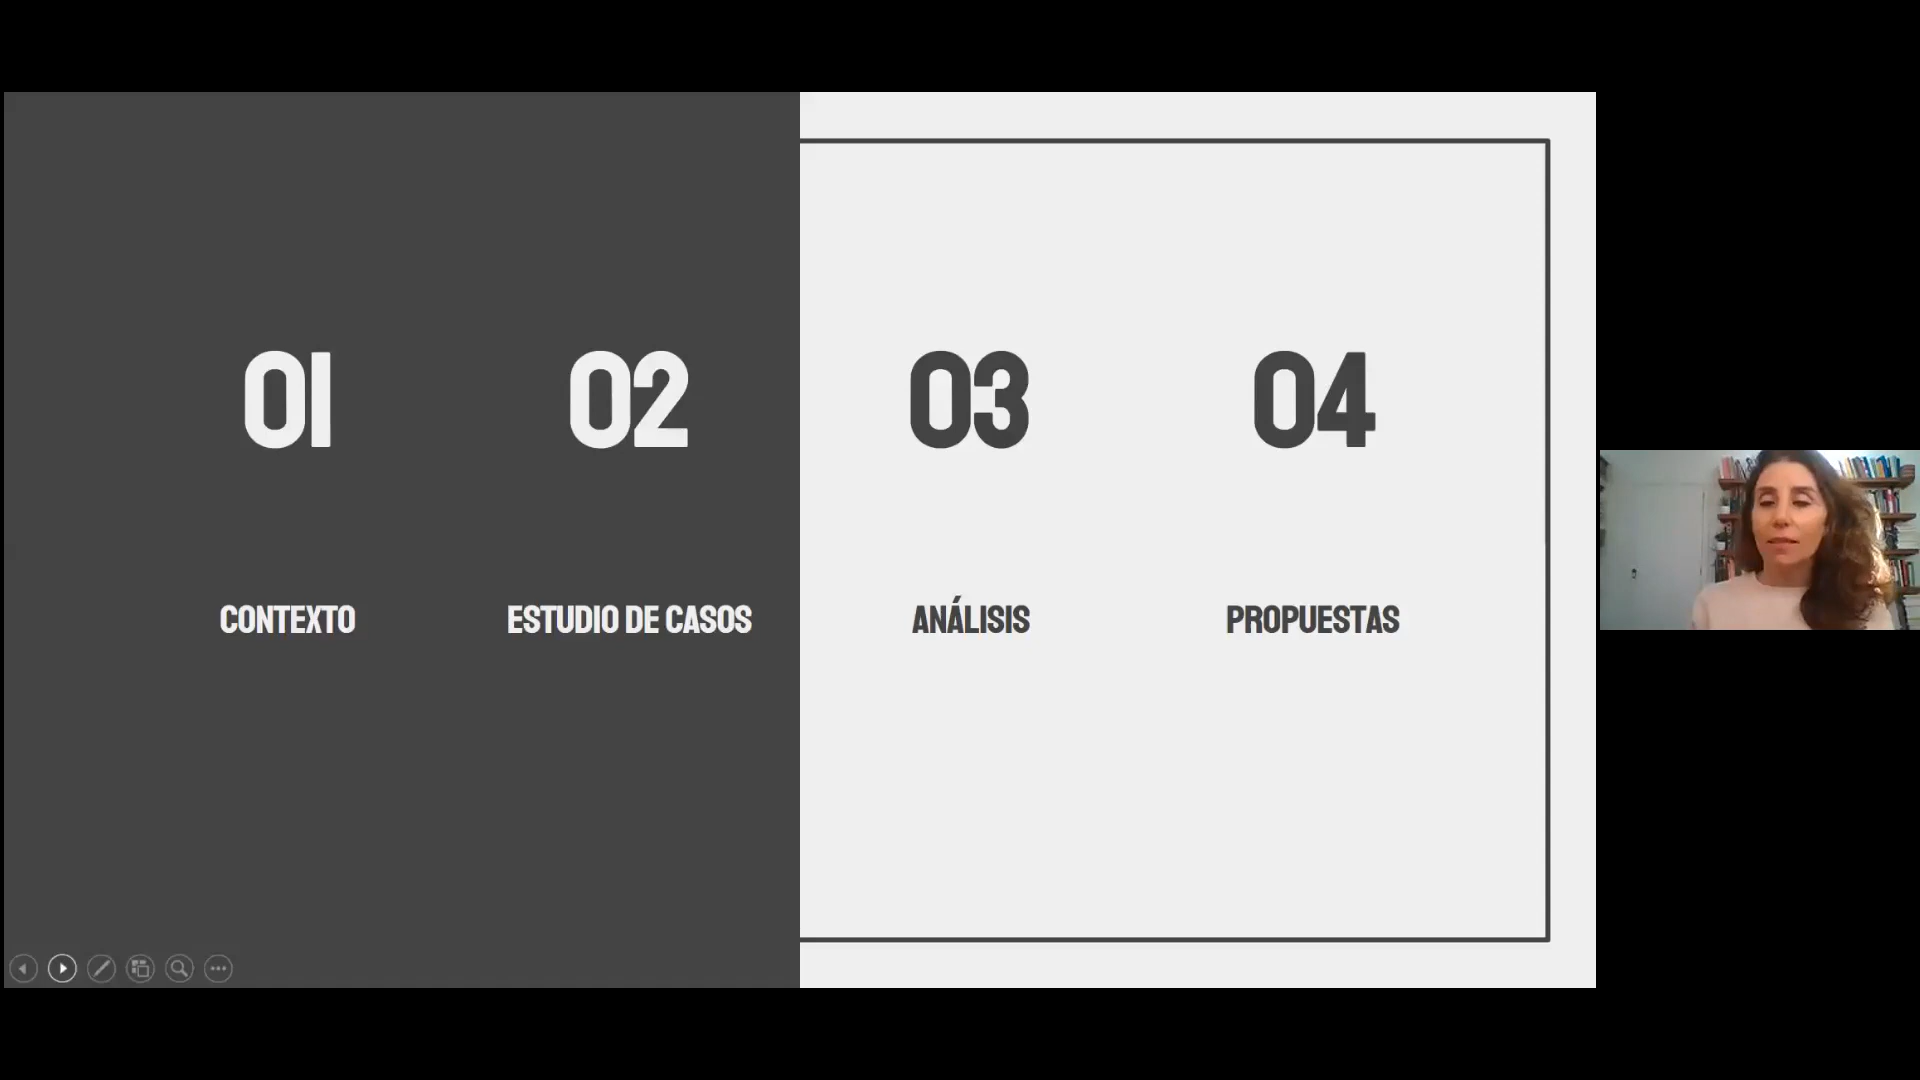 01
02
03
04
CONTEXTO
ESTUDIO DE CASOS
ANÁLISIS
PROPUESTAS